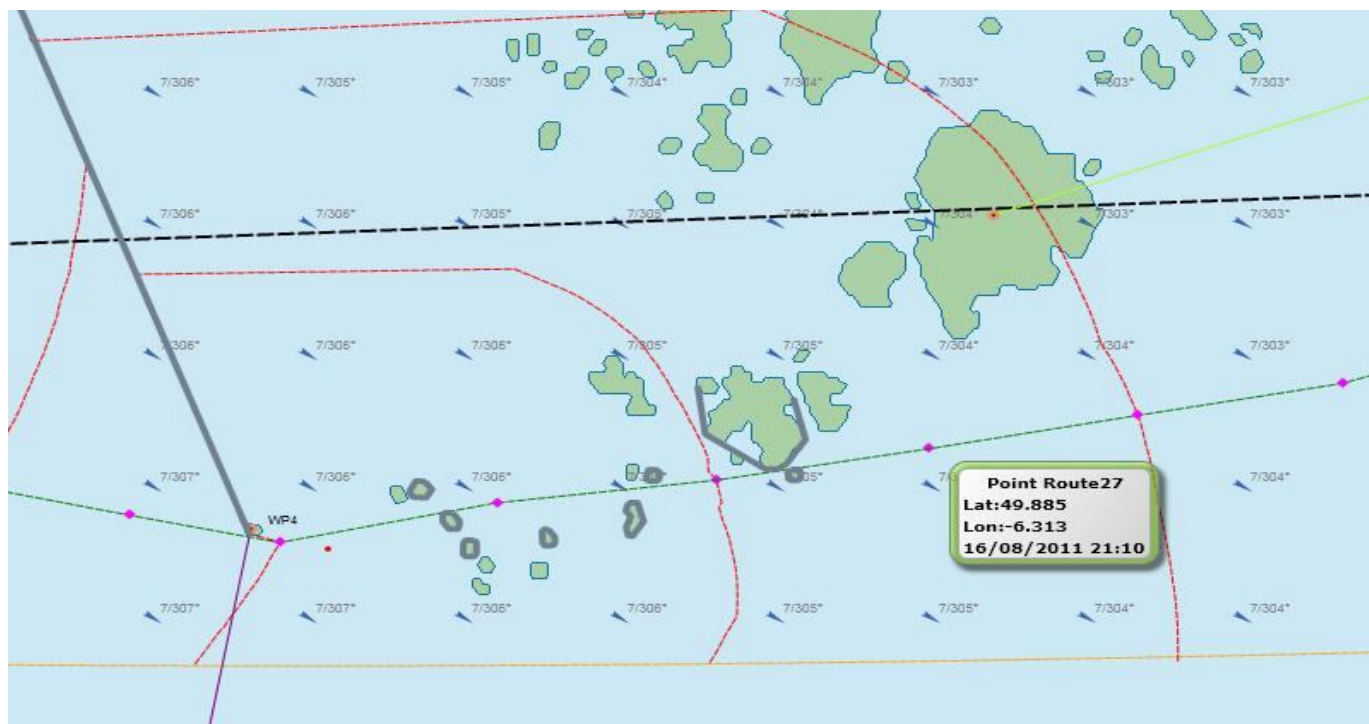 7/306° 7/305° 7/305° 7/304° 7/304° 7/303° 7/303° 7/303°
7/306° 7/306° 7/305° 7/305° 7/304° 7/304° 7/303° 7/303°
7/306° 7/306° 7/306° 7/305° 7/305° 7/304° 7/304° 7/303°
7/307° 7/306° 7/306° 7/305° 7/305° 7/304°
Point Route27
Lat:49.885
Lon:-6.313
16/08/2011 21:10
WP4
7/307° 7/307° 7/306° 7/306° 7/305° 7/305° 7/304° 7/304°